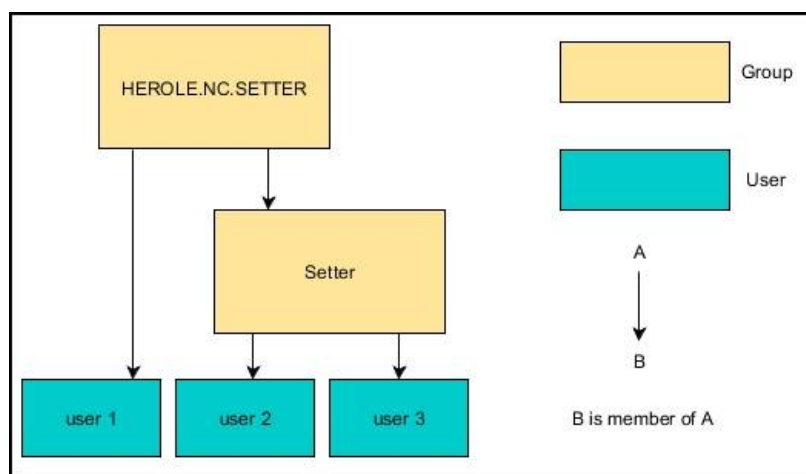 HEROLE.NC.SETTER
Setter
user 1
user 2
user 3
Group
User
A
B
B is member of A